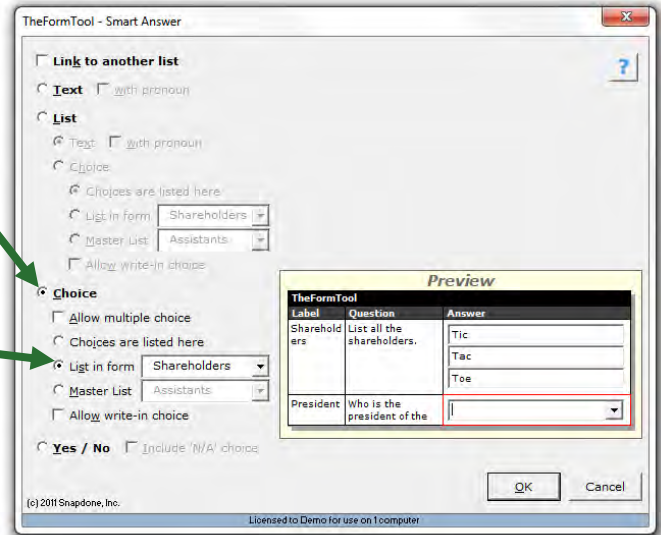 TheFormTool - Smart Answer
Link to another list
?
Text with pronoun
List
Text with pronoun
Choice
Choices are listed here
List in form Shareholders
Master List Assistants
Allow write-in choice
Choice
Allow multiple choice
Choices are listed here
List in form Shareholders
Master List Assistants
Allow write-in choice
Yes / No Include 'N/A' choice
Preview
TheFormTool
Label Question Answer
Sharehold List all the Tic
ers shareholders.
Tac
Toe
President Who is the
president of the
OK Cancel
(c) 2011 Snapdone, Inc.
Licensed to Demo for use on 1 computer